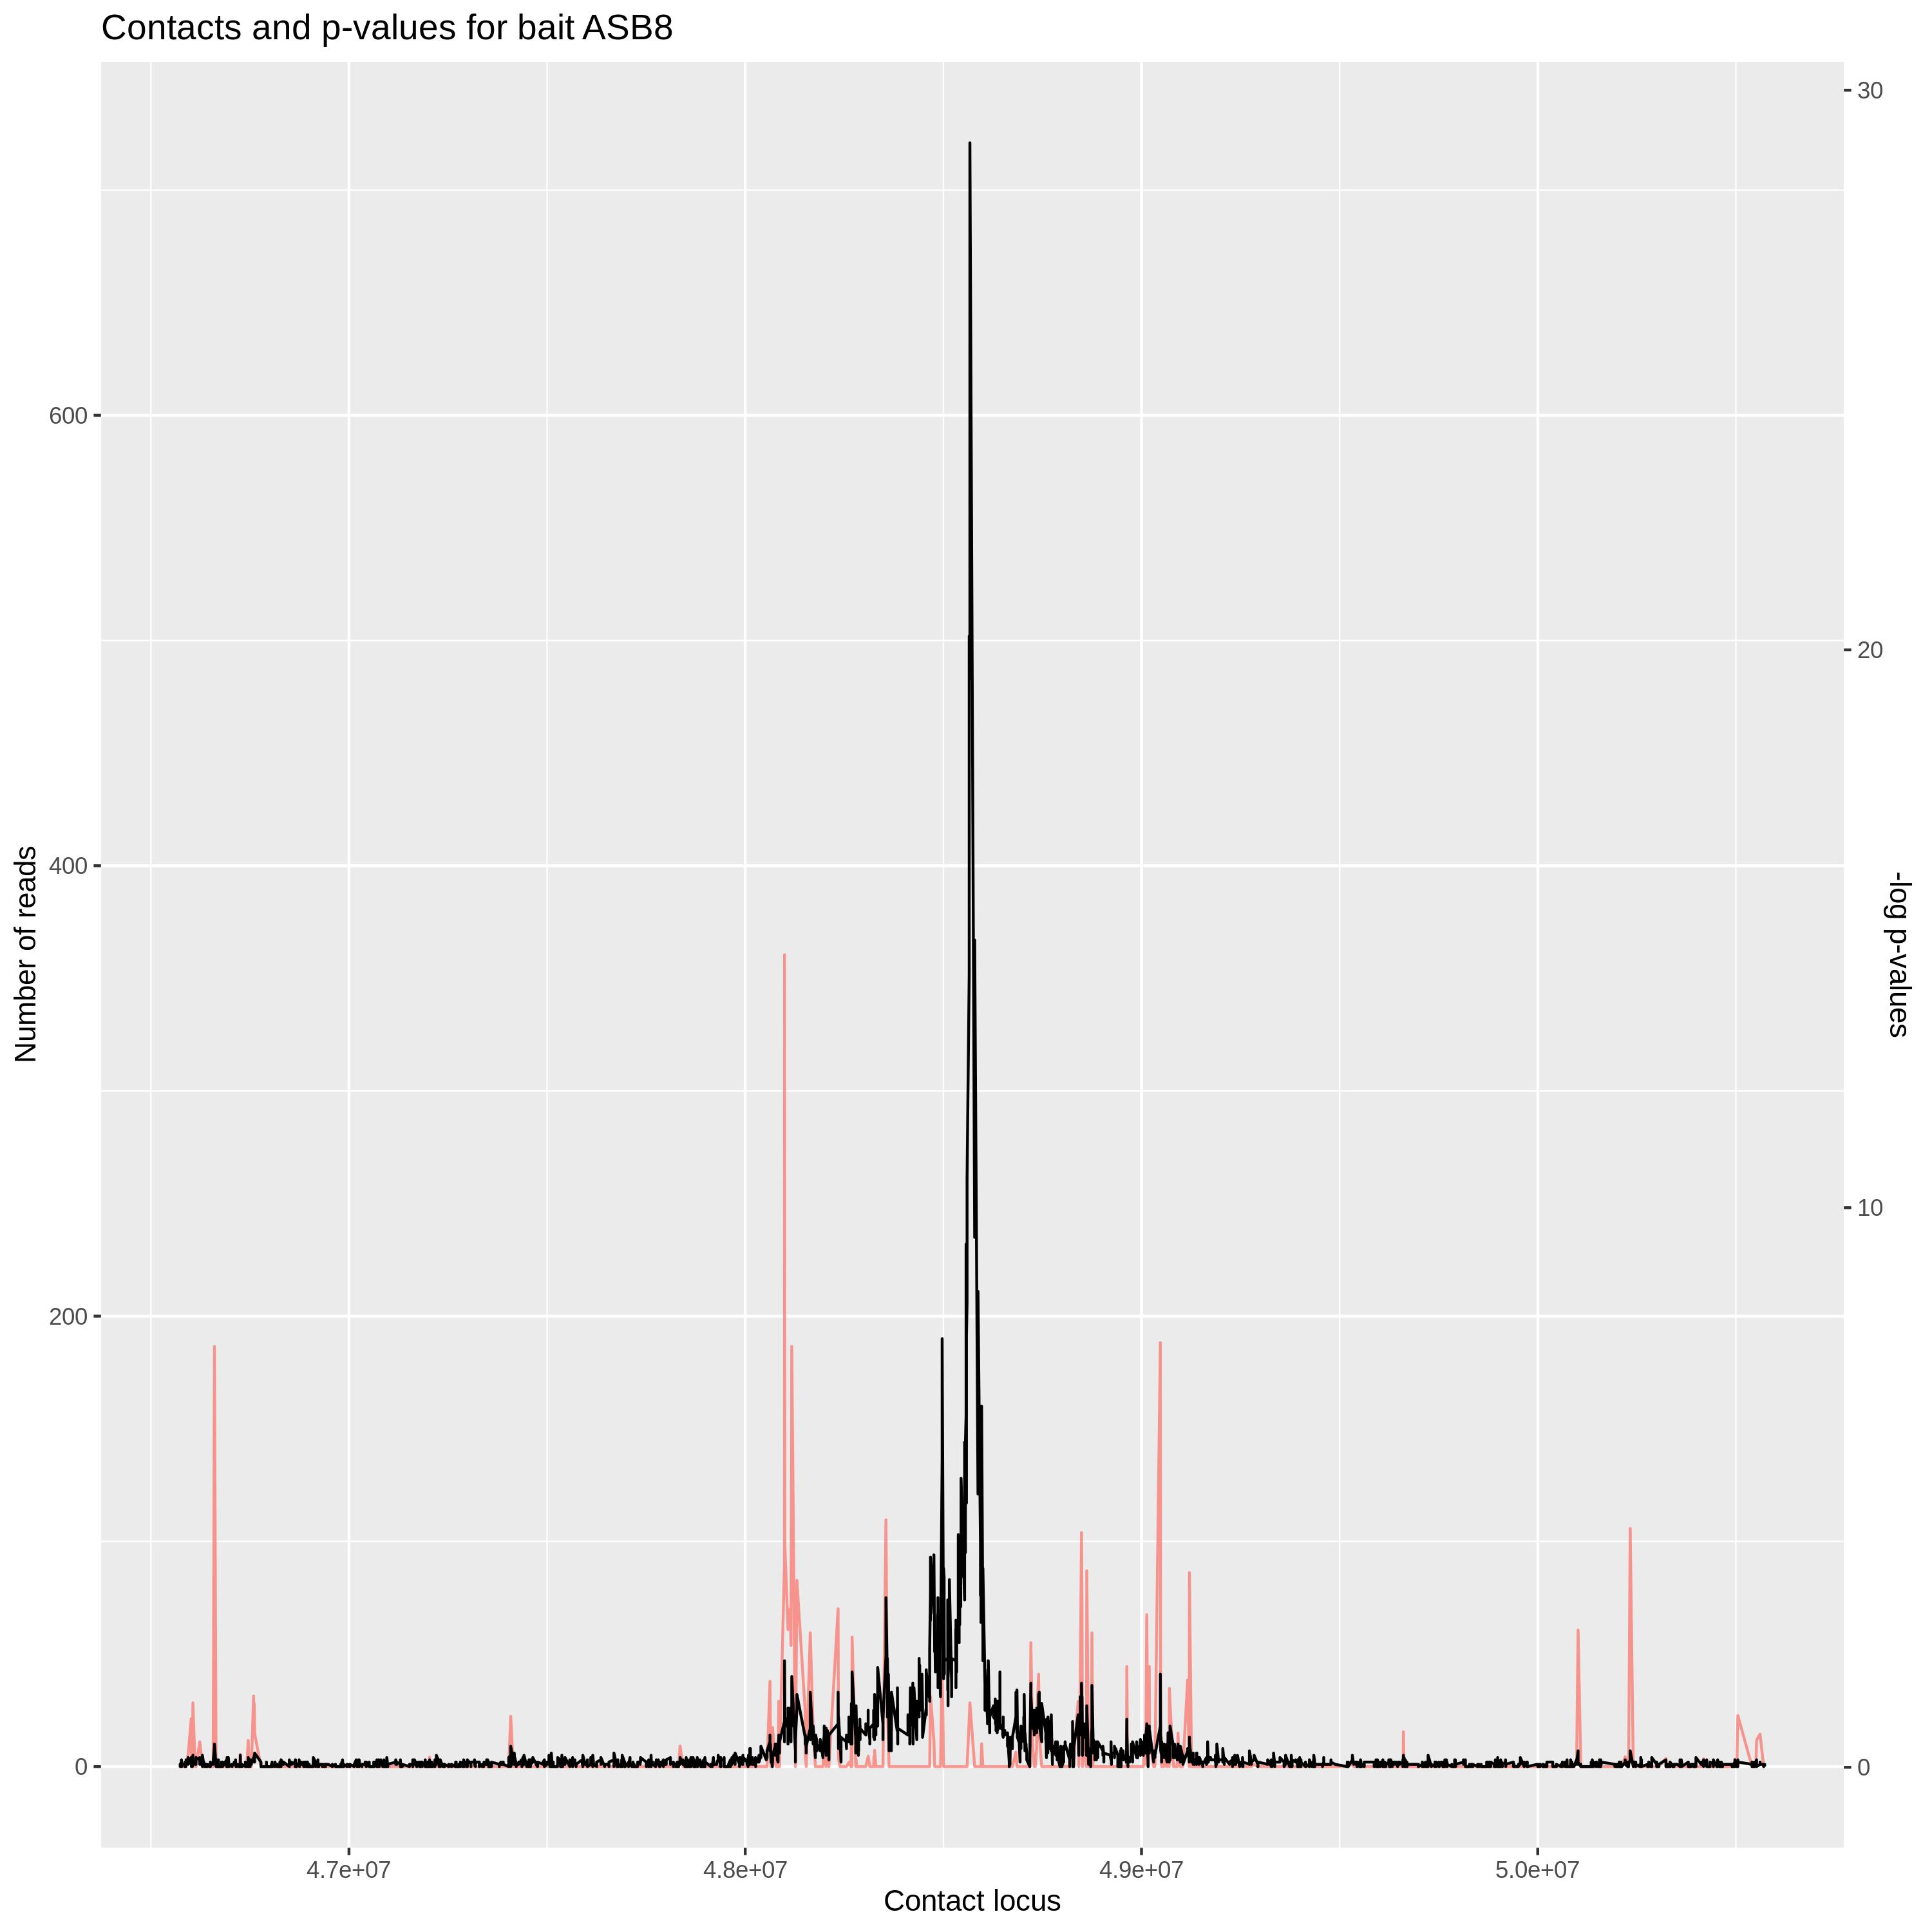 Contacts and p-values for bait ASB8
30
600
20
Number of reads
400
-log p-values
10
200
0
0
4.7e+07
4.8e+07
4.9e+07
5.0e+07
Contact locus